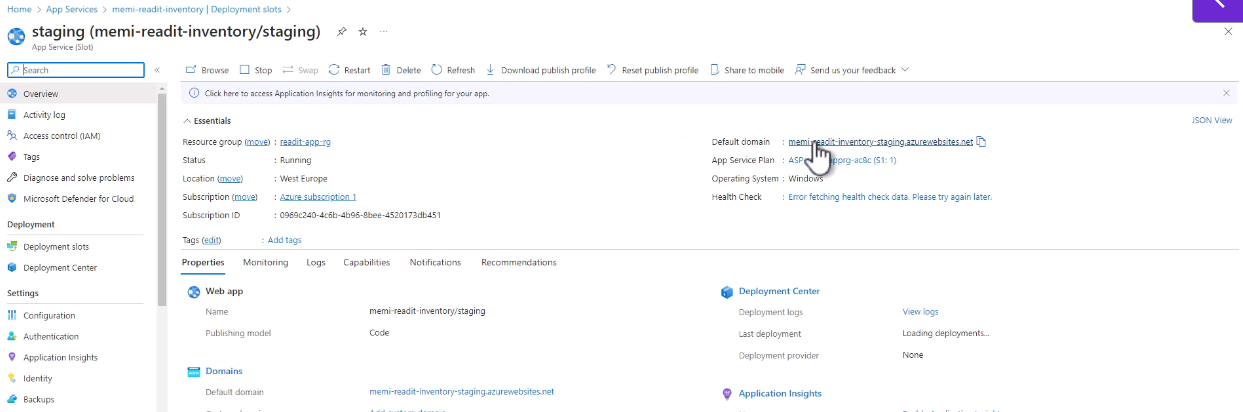 Home > App Services > memi-readit-inventory | Deployment slots >
staging (memi-readit-inventory/staging)
App Service (Slot)
Search
Browse Stop Swap Restart Delete Refresh Download publish profile Reset publish profile Share to mobile Send us your feedback
Click here to access Application Insights for monitoring and profiling for your app.
Overview
Activity log
Access control (IAM)
Tags
Diagnose and solve problems
Microsoft Defender for Cloud
Deployment
Deployment slots
Deployment Center
Settings
Configuration
Authentication
Application Insights
Identity
Backups
Essentials
JSON View
Resource group (move) : readit-app-rg
Status : Running
Location (move) : West Europe
Subscription (move) : Azure subscription 1
Subscription ID : 0969c240-4c6b-4b96-8bee-4520173db451
Tags (edit) : Add tags
Default domain : memi-readit-inventory-staging.azurewebsites.net
App Service Plan : (S1: 1)
Operating System : Windows
Health Check : Error fetching health check data. Please try again later.
Properties Monitoring Logs Capabilities Notifications Recommendations
Web app
Name memi-readit-inventory/staging
Publishing model Code
Domains
Default domain memi-readit-inventory-staging.azurewebsites.net
Deployment Center
Deployment logs View logs
Last deployment Loading deployments...
Deployment provider None
Application Insights